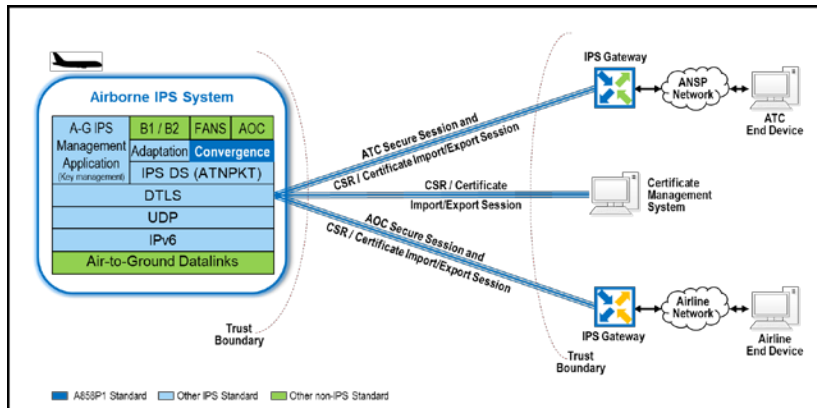 Airborne IPS System
A-G IPS
Management
Application
(Key management)
B1 / B2
FANS
AOC
Adaptation
Convergence
IPS DS (ATNPKT)
DTLS
UDP
IPv6
Air-to-Ground Datalinks
Trust
Boundary
ATC Secure Session and
CSR / Certificate Import/Export Session
CSR / Certificate
Import/Export Session
AOC Secure Session and
CSR / Certificate Import/Export Session
IPS Gateway
ANSP
Network
ATC
End Device
Certificate
Management
System
IPS Gateway
Airline
Network
Airline
End Device
Trust
Boundary
A858P1 Standard
Other IPS Standard
Other non-IPS Standard